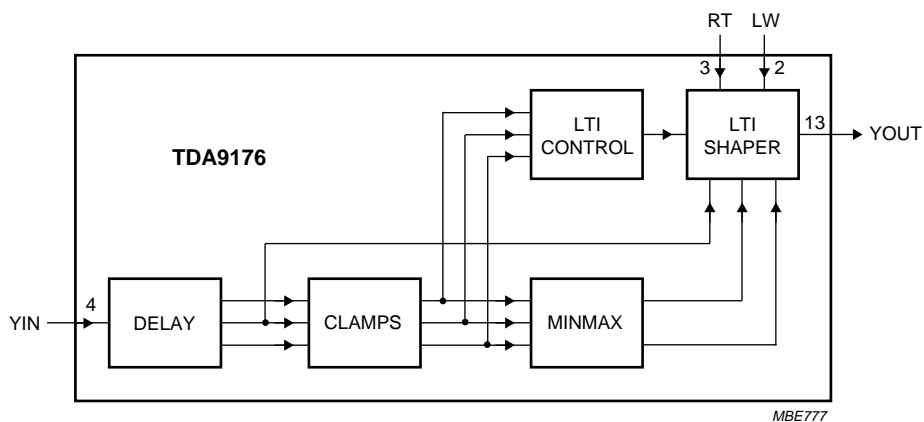 RT LW
3 2
TDA9176
LTI
CONTROL
LTI
SHAPER
13
YOUT
YIN
4
DELAY
CLAMPS
MINMAX
MBE777